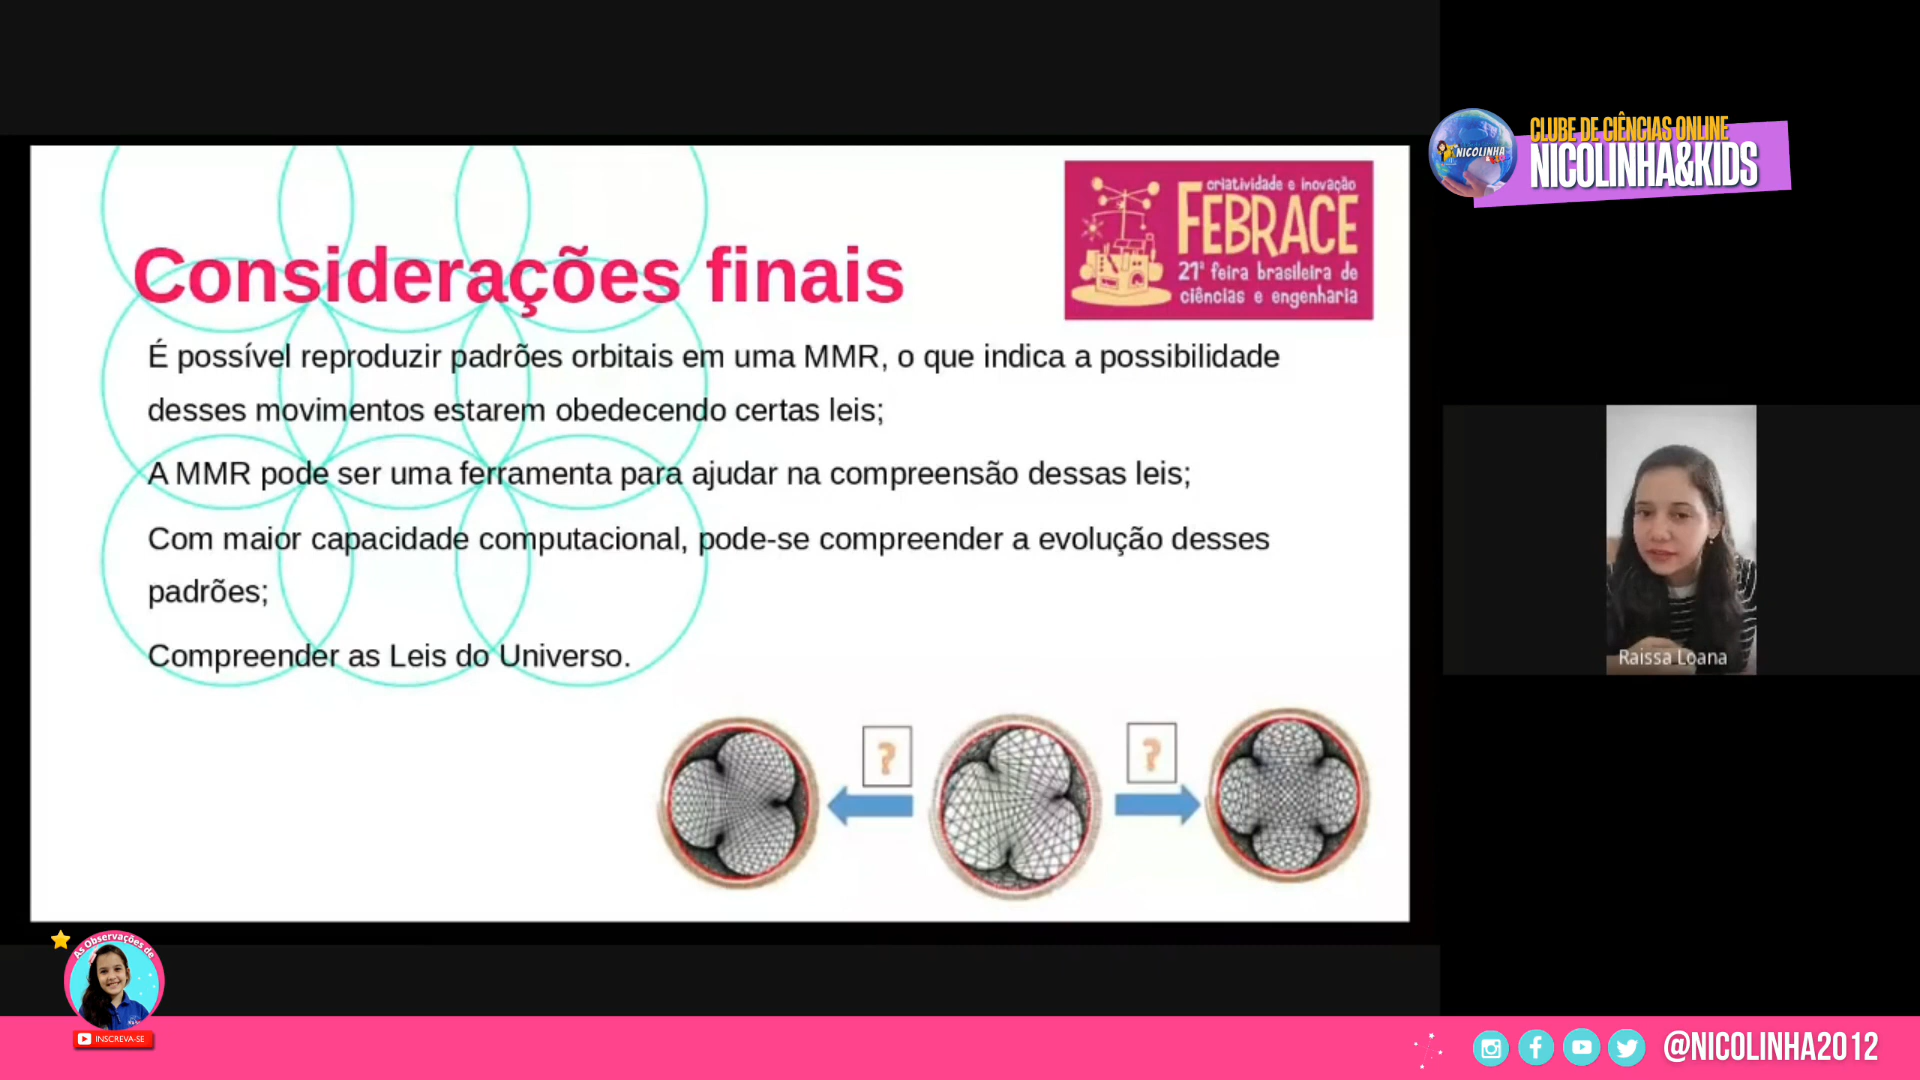 CLUBE DE CIÊNCIAS ONLINE
NICOLINHA&KIDS
NICOLINHA
criatividade e inovação
FEBRACE
21ª feira brasileira de
ciências e engenharia
Considerações finais
É possível reproduzir padrões orbitais em uma MMR, o que indica a possibilidade
desses movimentos estarem obedecendo certas leis;
A MMR pode ser uma ferramenta para ajudar na compreensão dessas leis;
Com maior capacidade computacional, pode-se compreender a evolução desses
padrões;
Compreender as Leis do Universo.
? ?
Raissa Loana
As Observações de
INSCREVA-SE
@NICOLINHA2012